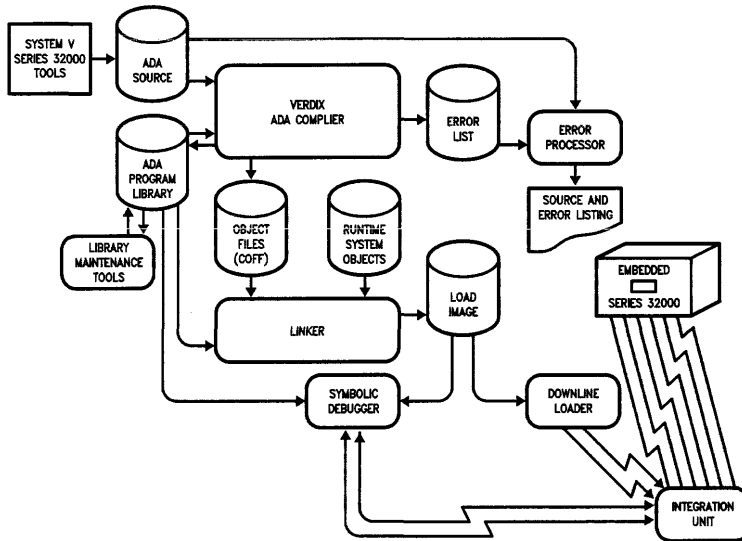 SYSTEM V
SERIES 32000
TOOLS
ADA
SOURCE
VERDIX
ADA COMPLIER
ERROR
LIST
ERROR
PROCESSOR
ADA
PROGRAM
LIBRARY
OBJECT
FILES
(COFF)
RUNTIME
SYSTEM
OBJECTS
SOURCE AND
ERROR LISTING
LIBRARY
MAINTENANCE
TOOLS
EMBEDDED
SERIES 32000
LINKER
LOAD
IMAGE
SYMBOLIC
DEBUGGER
DOWNLINE
LOADER
INTEGRATION
UNIT